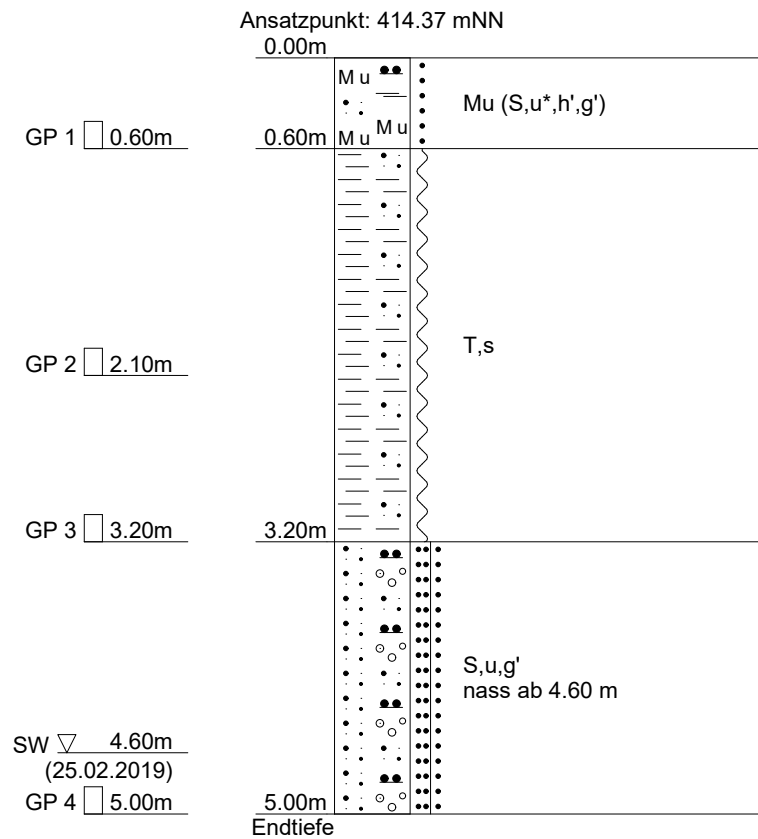 Ansatzpunkt: 414.37 mNN
0.00m
M u
Mu (S,u*,h',g')
M u
M u
GP 1 0.60m
0.60m
T,s
GP 2 2.10m
GP 3 3.20m
3.20m
S,u,g'
nass ab 4.60 m
SW 4.60m
(25.02.2019)
GP 4 5.00m
5.00m
Endtiefe